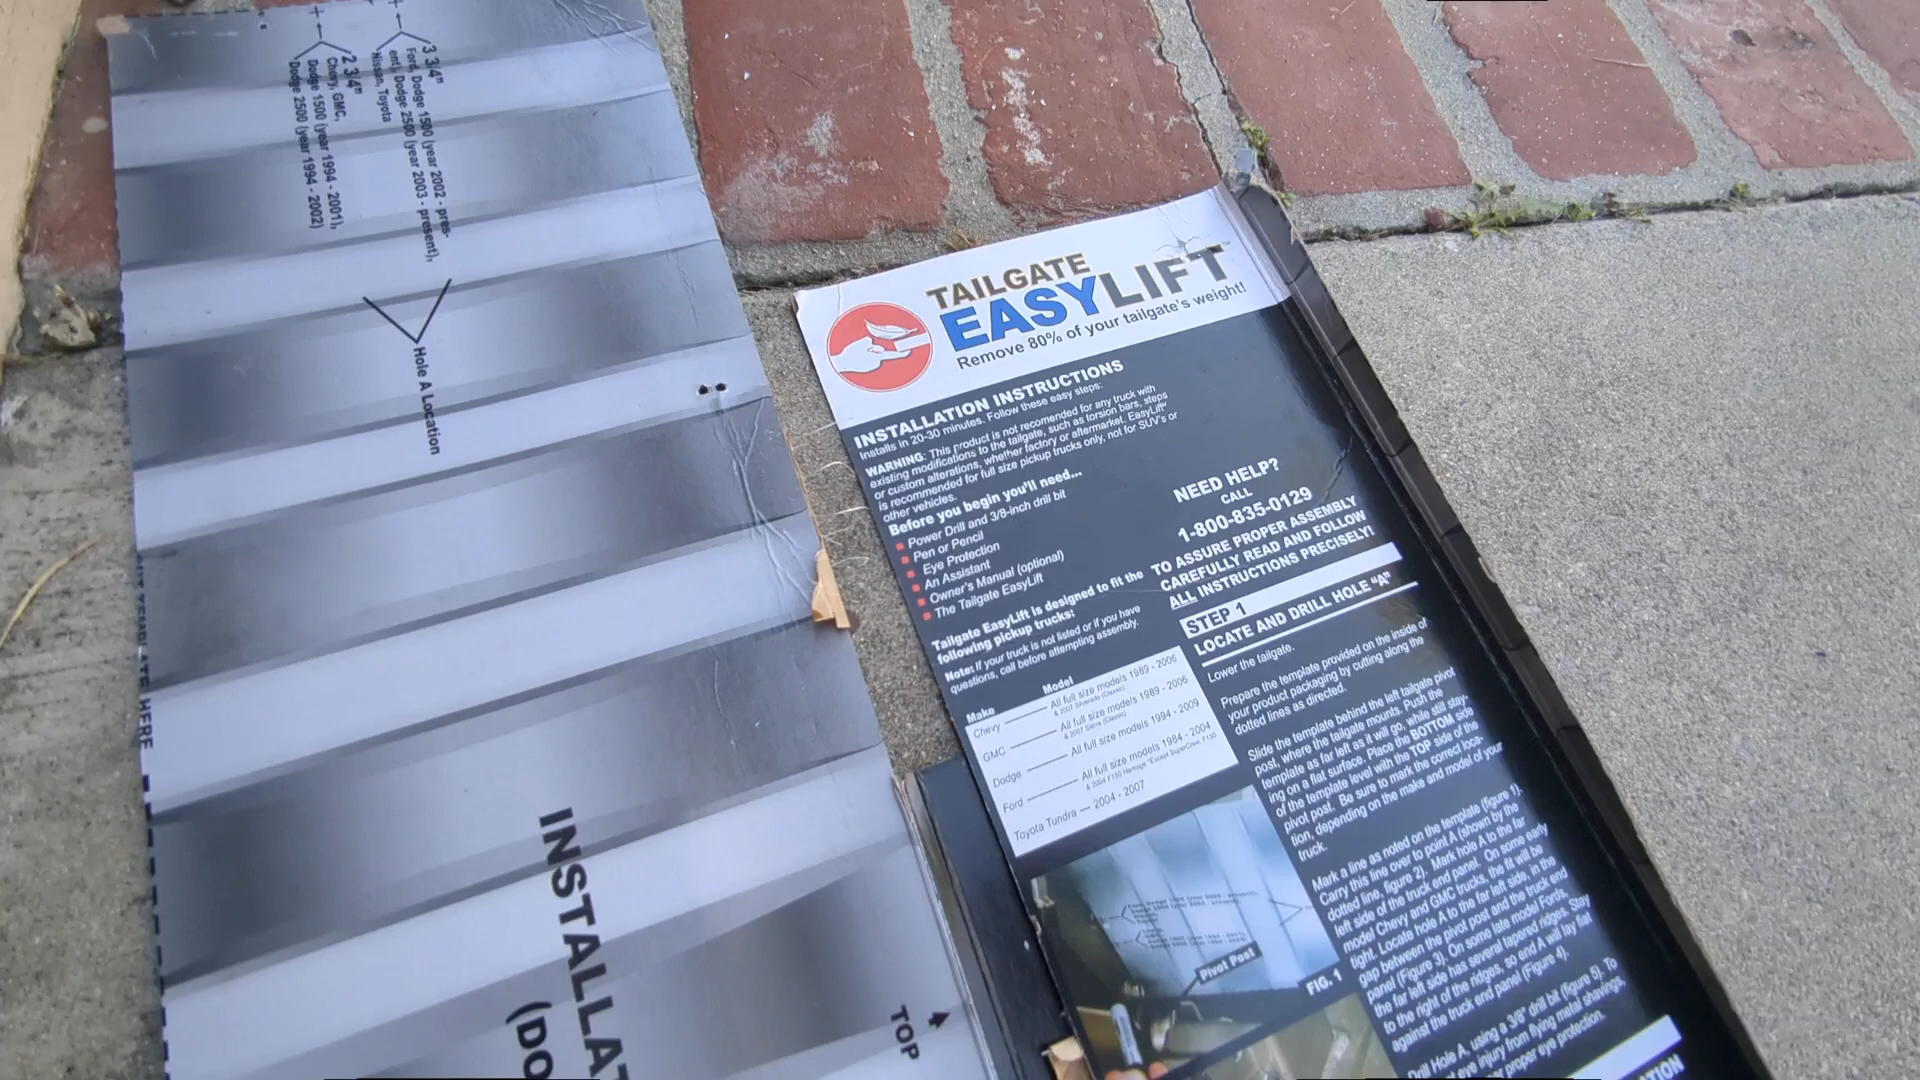 3 3/4"
Ford, Dodge 1500 (year 2002 - pres-
ent), Dodge 2500 (year 2003 - present),
Nissan, Toyota
2 3/4"
Chevy, GMC,
Dodge 1500 (year 1994 - 2001),
Dodge 2500 (year 1994 - 2002)
Hole A Location
TEMPLATE HERE
INSTALLAT
(DO
TOP
TAILGATE
EASYLIFT™
Remove 80% of your tailgate's weight!
INSTALLATION INSTRUCTIONS
Installs in 20-30 minutes. Follow these easy steps:
WARNING: This product is not recomended for any truck with
existing modifications to the tailgate, such as torsion bars, steps
or custom alterations, whether factory or aftermarket. EasyLift™
is recommended for full size pickup trucks only, not for SUV's or
other vehicles.
Before you begin you'll need...
Power Drill and 3/8-inch drill bit
Pen or Pencil
Eye Protection
An Assistant
Owner's Manual (optional)
The Tailgate EasyLift
Tailgate EasyLift is designed to fit the
following pickup trucks:
Note: If your truck is not listed or if you have
questions, call before attempting assembly.
Make Model
Chevy All full size models 1989 - 2006
& 2007 Silverado (Classic)
GMC All full size models 1989 - 2006
& 2007 Sierra (Classic)
Dodge All full size models 1994 - 2009
Ford All full size models 1984 - 2004
& 2004 F150 Heritage *Except SuperCrew, F150
Toyota Tundra 2004 - 2007
Pivot Post
FIG. 1
NEED HELP?
CALL
1-800-835-0129
TO ASSURE PROPER ASSEMBLY
CAREFULLY READ AND FOLLOW
ALL INSTRUCTIONS PRECISELY!
STEP 1
LOCATE AND DRILL HOLE "A"
Lower the tailgate.
Prepare the template provided on the inside of
your product packaging by cutting along the
dotted lines as directed.
Slide the template behind the left tailgate pivot
post, where the tailgate mounts. Push the
template as far left as it will go, while still stay-
ing on a flat surface. Place the BOTTOM side
of the template level with the TOP side of the
pivot post. Be sure to mark the correct loca-
tion, depending on the make and model of your
truck.
Mark a line as noted on the template (figure 1).
Carry this line over to point A (shown by the
dotted line, figure 2). Mark hole A to the far
left side of the truck end panel. On some early
model Chevy and GMC trucks, the fit will be
tight. Locate hole A to the far left side, in the
gap between the pivot post and the truck end
panel (Figure 3). On some late model Fords,
the far left side has several tapered ridges. Stay
to the right of the ridges, so end A will lay flat
against the truck end panel (Figure 4).
Drill Hole A, using a 3/8" drill bit (figure 5). To
eye injury from flying metal shavings,
proper eye protection.